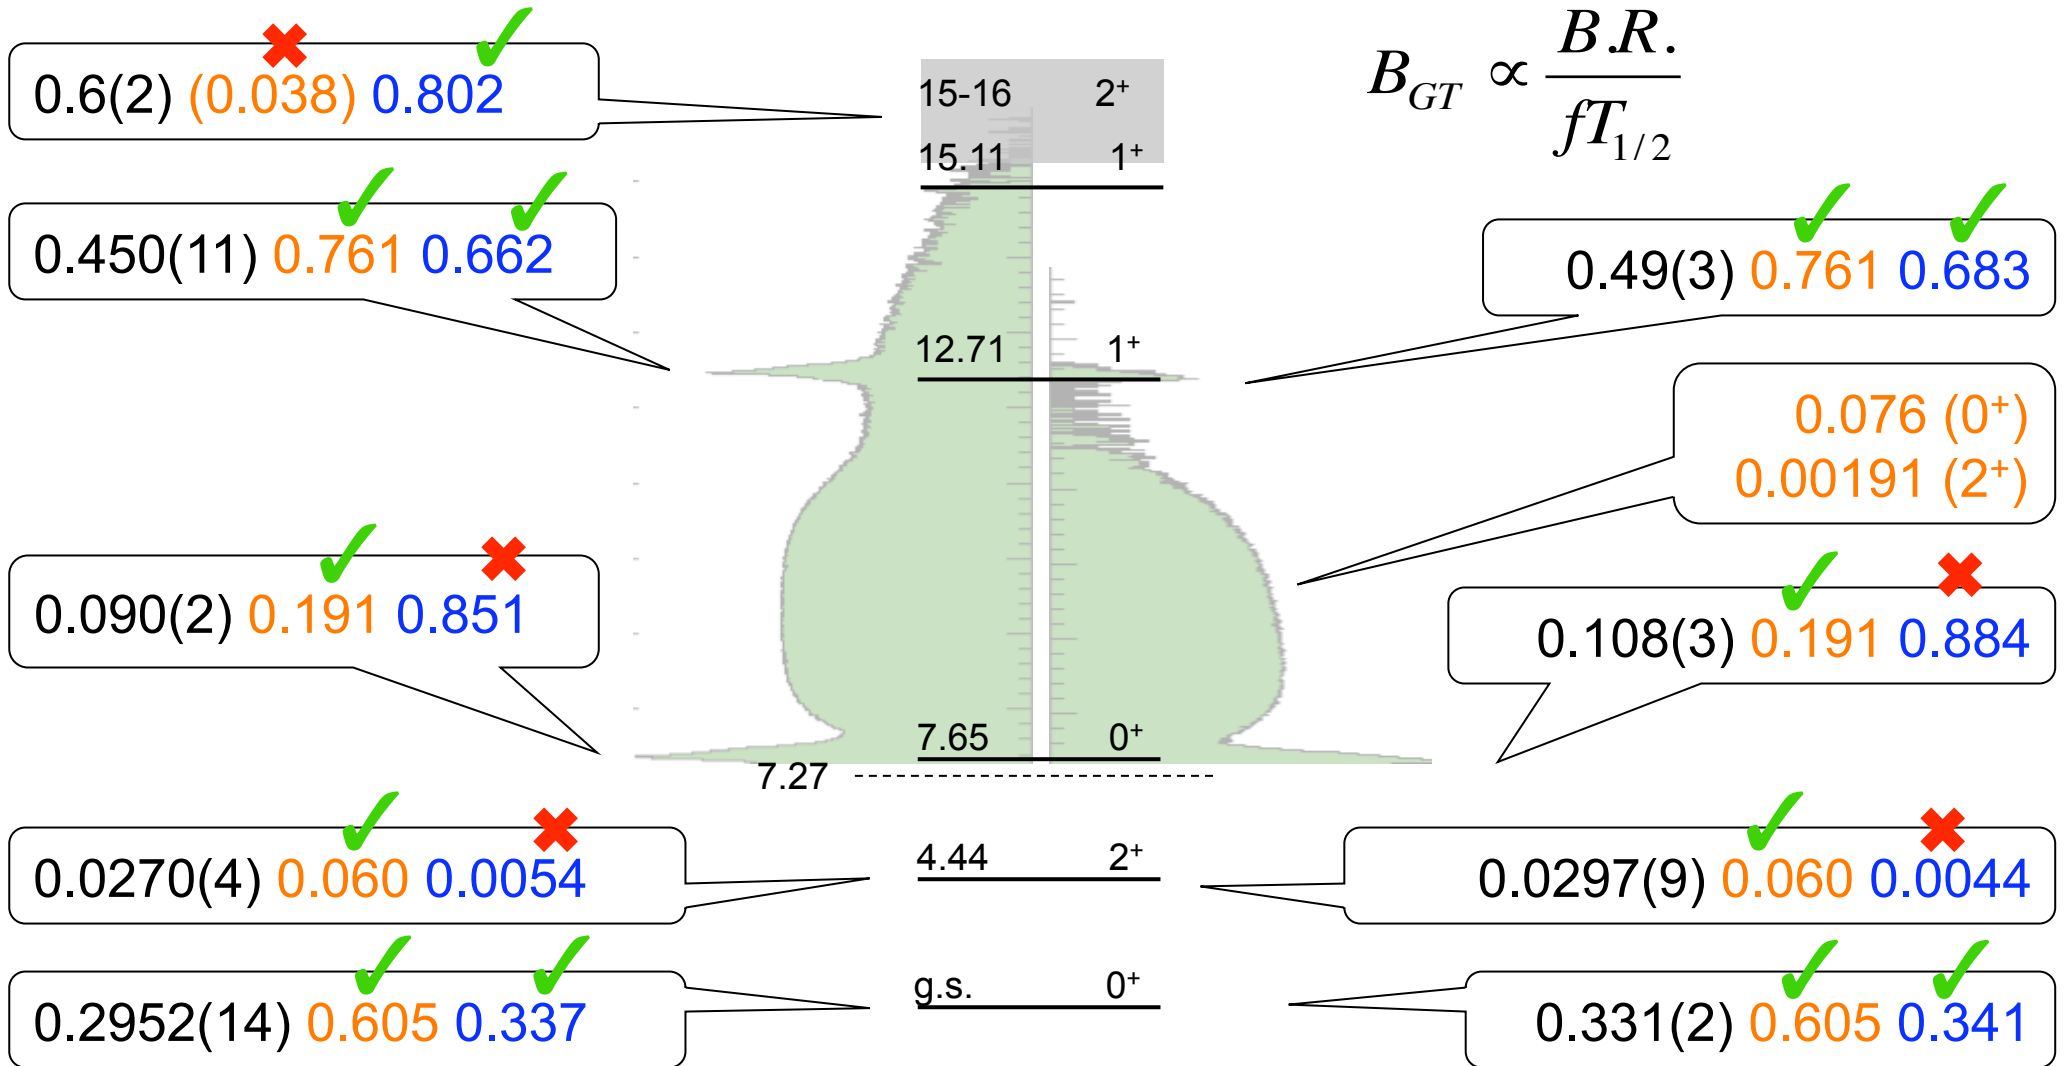 0.6(2) (0.038) 0.802
15-16 2⁺
15.11 1⁺
B_{GT} ∝ B.R. / fT_{1/2}
0.450(11) 0.761 0.662
0.49(3) 0.761 0.683
12.71 1⁺
0.076 (0⁺)
0.00191 (2⁺)
0.090(2) 0.191 0.851
0.108(3) 0.191 0.884
7.65 0⁺
7.27
0.0270(4) 0.060 0.0054
4.44 2⁺
0.0297(9) 0.060 0.0044
0.2952(14) 0.605 0.337
g.s. 0⁺
0.331(2) 0.605 0.341